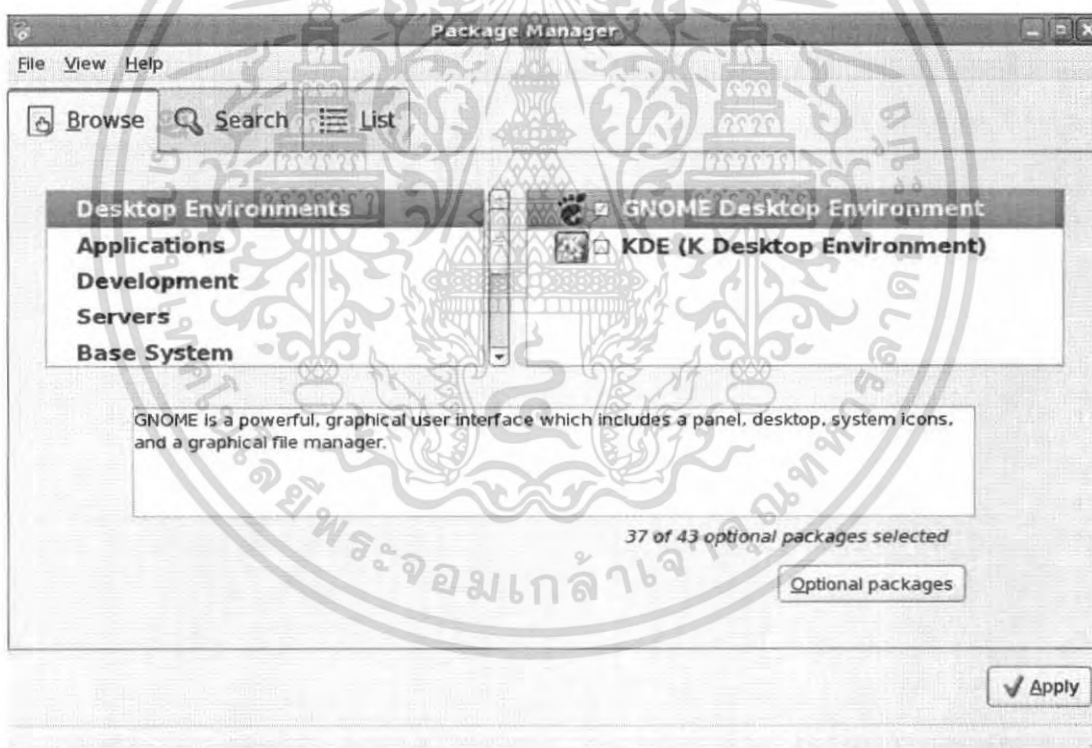 Package Manager
File View Help
Browse Search List
Desktop Environments
Applications
Development
Servers
Base System
GNOME Desktop Environment
KDE (K Desktop Environment)
GNOME is a powerful, graphical user interface which includes a panel, desktop, system icons,
and a graphical file manager.
37 of 43 optional packages selected
Optional packages
Apply